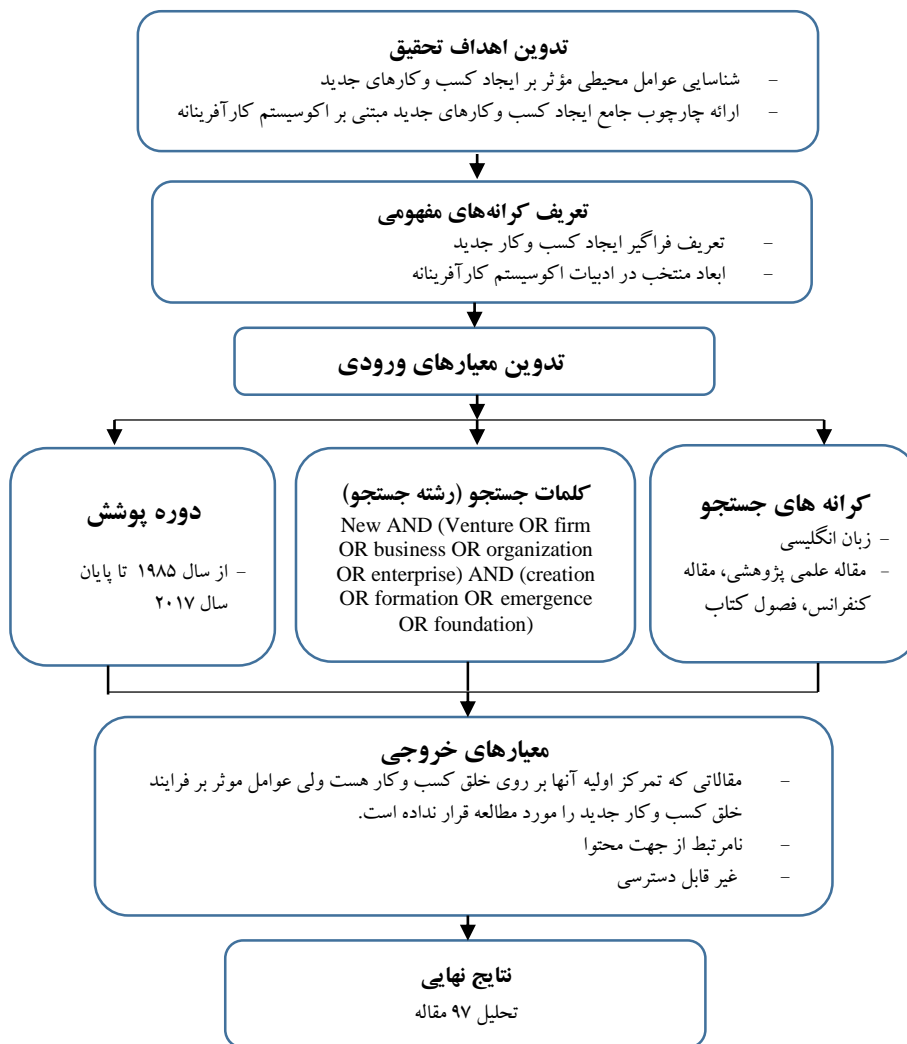 تدوین اهداف تحقیق
- شناسایی عوامل محیطی مؤثر بر ایجاد کسب وکارهای جدید
- ارائه چارچوب جامع ایجاد کسب وکارهای جدید مبتنی بر اکوسیستم کارآفرینانه
تعریف کرانه‌های مفهومی
- تعریف فراگیر ایجاد کسب وکار جدید
- ابعاد منتخب در ادبیات اکوسیستم کارآفرینانه
تدوین معیارهای ورودی
کرانه های جستجو
- زبان انگلیسی
- مقاله علمی پژوهشی، مقاله
کنفرانس، فصول کتاب
کلمات جستجو (رشته جستجو)
New AND (Venture OR firm
OR business OR organization
OR enterprise) AND (creation
OR formation OR emergence
OR foundation)
دوره پوشش
- از سال ۱۹۸۵ تا پایان
سال ۲۰۱۷
معیارهای خروجی
- مقالاتی که تمرکز اولیه آنها بر روی خلق کسب وکار هست ولی عوامل موثر بر فرایند
خلق کسب وکار جدید را مورد مطالعه قرار نداده است.
- نامرتبط از جهت محتوا
- غیر قابل دسترسی
نتایج نهایی
تحلیل ۹۷ مقاله